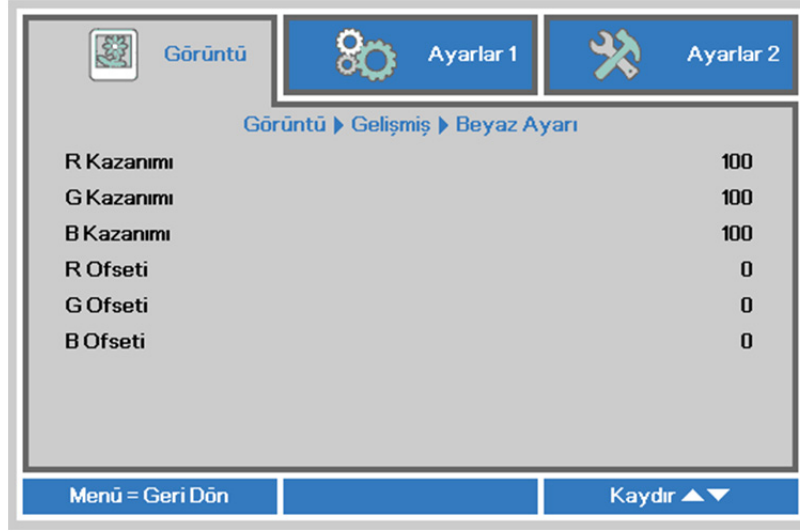 Görüntü
Ayarlar 1
Ayarlar 2
Görüntü ▶ Gelişmiş ▶ Beyaz Ayarı
R Kazanımı 100
G Kazanımı 100
B Kazanımı 100
R Ofseti 0
G Ofseti 0
B Ofseti 0
Menü = Geri Dön
Kaydır ▲▼